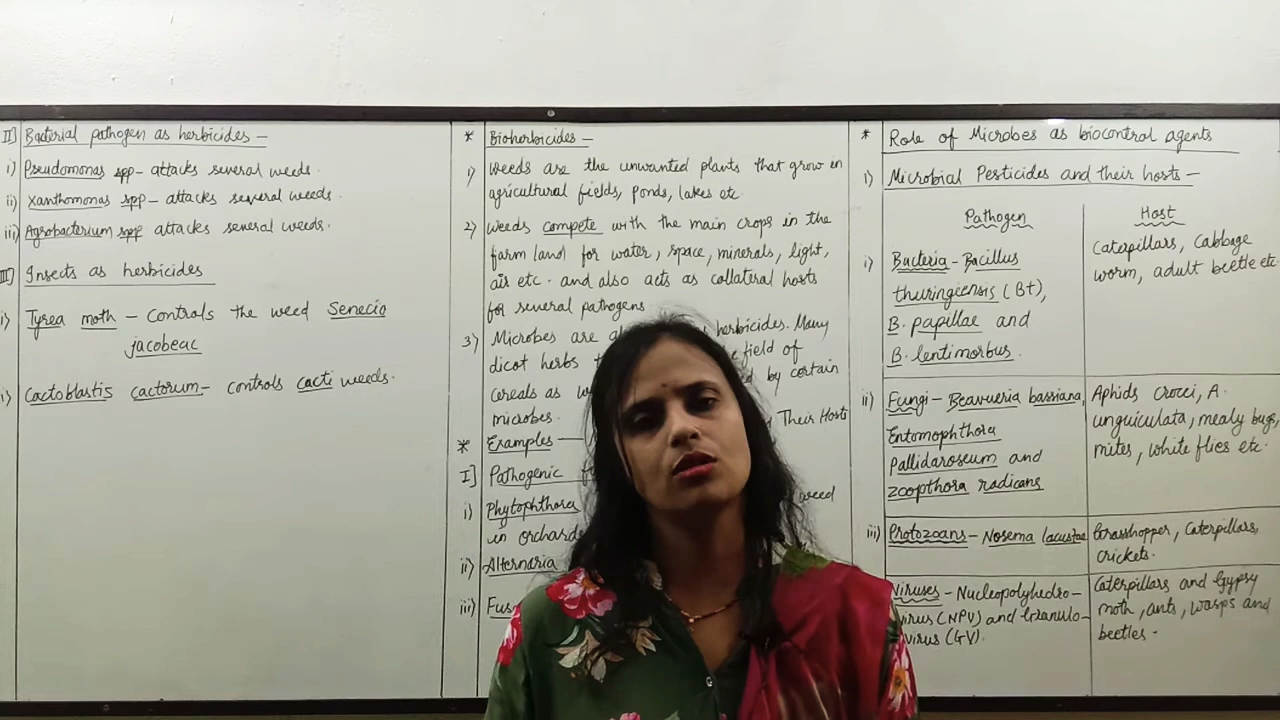 II] Bacterial pathogen as herbicides –
i) Pseudomonas spp – attacks several weeds.
ii) Xanthomonas spp – attacks several weeds.
iii) Agrobacterium spp attacks several weeds.
III] Insects as herbicides
i) Tyrea moth – Controls the weed Senecio
jacobeac
i) Cactoblastis cactorum – controls cacti weeds.
* Bioherbicides –
1) Weeds are the unwanted plants that grow in
agricultural fields, ponds, lakes etc.
2) Weeds compete with the main crops in the
farm land for water, space, minerals, light,
air etc. and also acts as collateral hosts
for several pathogens.
3) Microbes are herbicides. Many
dicot herbs field of
cereals as by certain
microbes.
Their Hosts
* Examples –
I] Pathogenic
i) Phytophthora weed
in
ii) Alternaria
iii)
* Role of Microbes as biocontrol agents
1) Microbial Pesticides and their hosts –
Pathogen
i) Bacteria – Bacillus
thuringiensis (Bt),
B. papillae and
B. lentimorbus.
Host
Caterpillars, Cabbage
worm, adult beetle etc
ii) Fungi – Beavueria bassiana,
Entomophthora
Pallidaroseum and
zoopthora radicans
Aphids crocci, A.
unguiculata, mealy bugs,
mites, white flies etc.
iii) Protozoans – Nosema locustae
Grasshopper, Caterpillars,
crickets.
Viruses – Nucleopolyhedro-
virus (NPV) and Granulo-
virus (GV).
Caterpillars and Gypsy
moth, ants, wasps and
beetles.